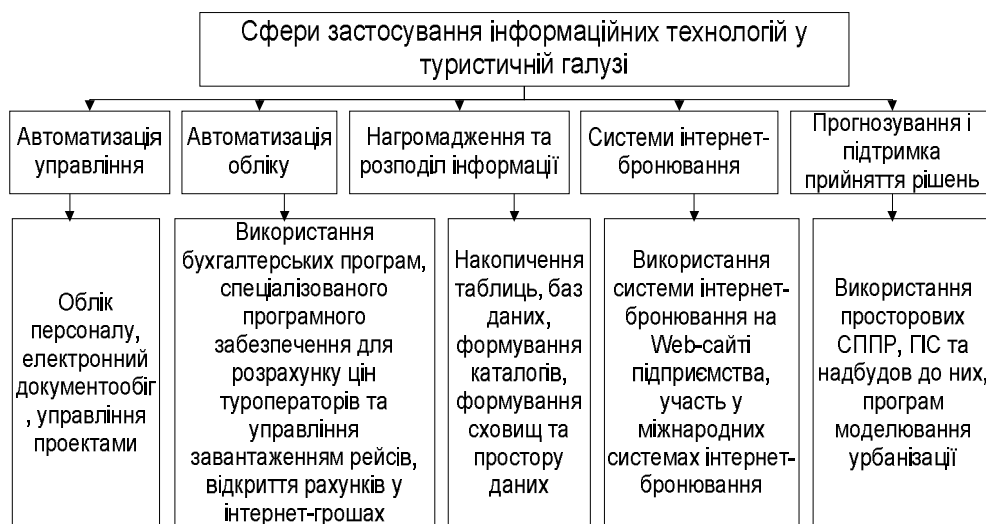 Сфери застосування інформаційних технологій у
туристичній галузі
Автоматизація
управління
Автоматизація
обліку
Нагромадження та
розподіл інформації
Системи інтернет-
бронювання
Прогнозування і
підтримка
прийняття рішень
Облік
персоналу,
електронний
документообіг
, управління
проектами
Використання
бухгалтерських програм,
спеціалізованого
програмного
забезпечення для
розрахунку цін
туроператорів та
управління
завантаженням рейсів,
відкриття рахунків у
інтернет-грошах
Накопичення
таблиць, баз
даних,
формування
каталогів,
формування
сховищ та
простору
даних
Використання
системи інтернет-
бронювання на
Web-сайті
підприємства,
участь у
міжнародних
системах інтернет-
бронювання
Використання
просторових
СППР, ГІС та
надбудов до них,
програм
моделювання
урбанізації